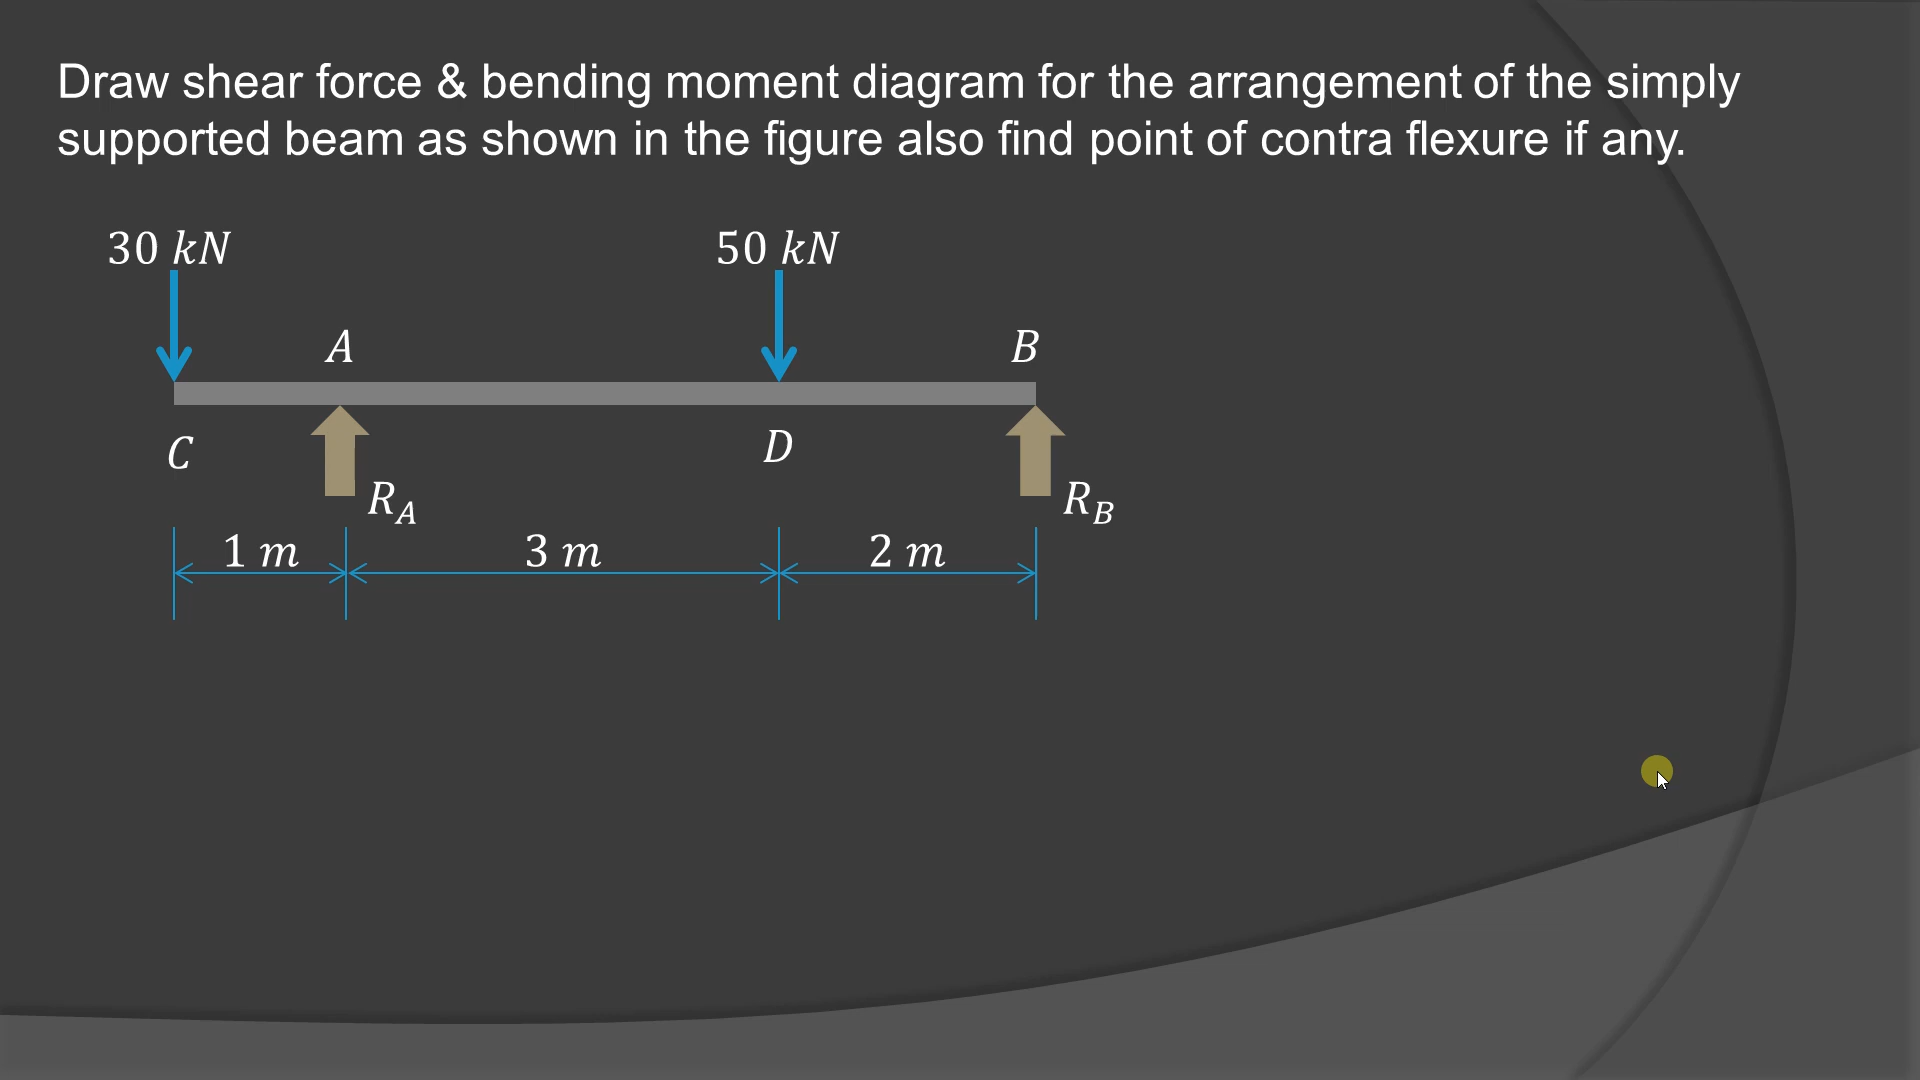 Draw shear force & bending moment diagram for the arrangement of the simply
supported beam as shown in the figure also find point of contra flexure if any.
30 kN 50 kN
A B
C D
R_A R_B
1 m 3 m 2 m